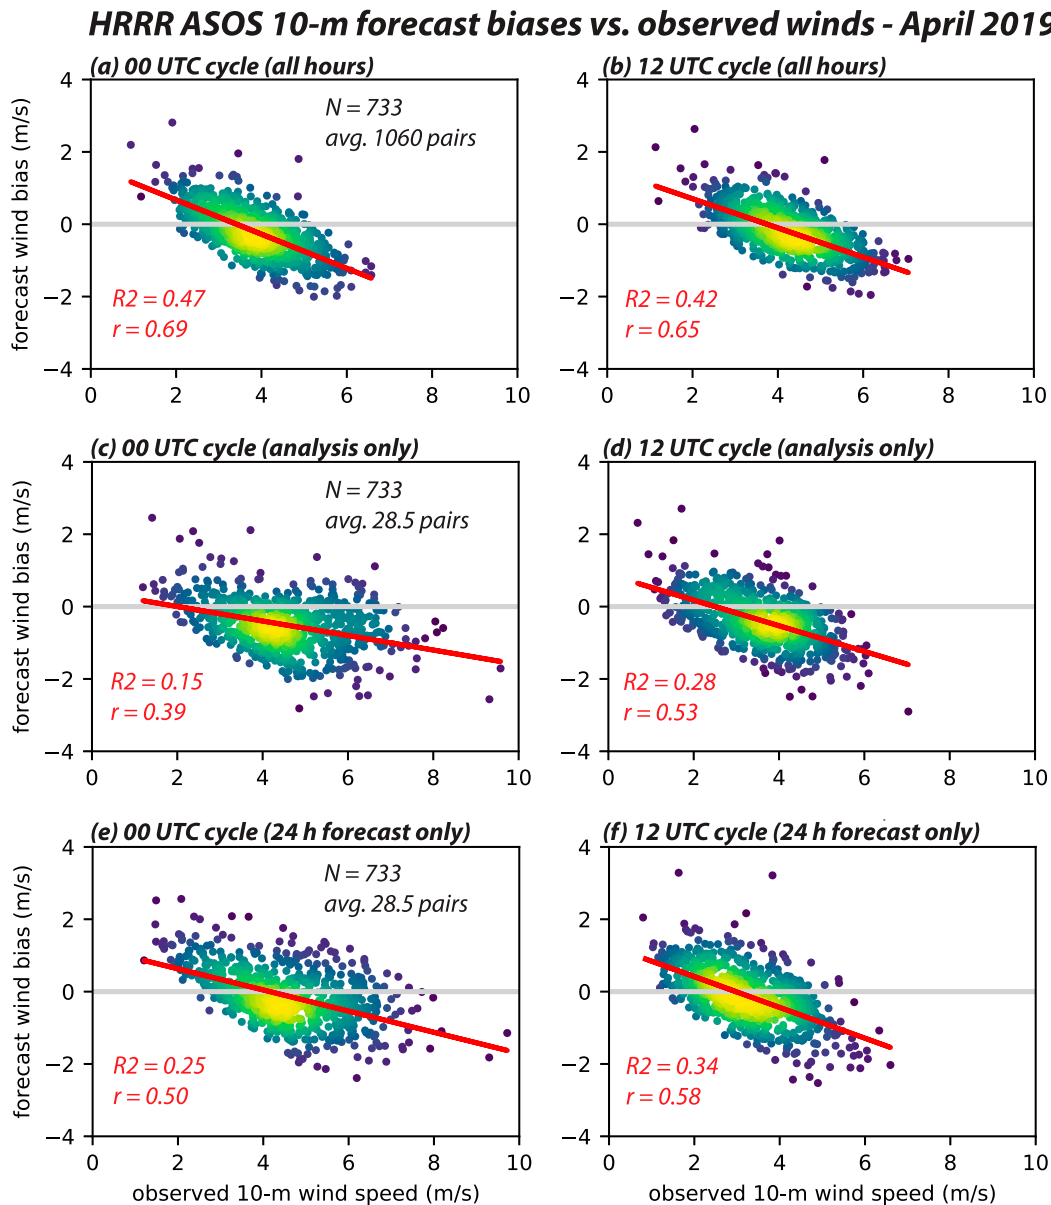 HRRR ASOS 10-m forecast biases vs. observed winds - April 2019
(a) 00 UTC cycle (all hours)
(b) 12 UTC cycle (all hours)
forecast wind bias (m/s)
4
2
0
−2
−4
N = 733
avg. 1060 pairs
R2 = 0.47
r = 0.69
0 2 4 6 8 10
4
2
0
−2
−4
R2 = 0.42
r = 0.65
0 2 4 6 8 10
(c) 00 UTC cycle (analysis only)
(d) 12 UTC cycle (analysis only)
forecast wind bias (m/s)
4
2
0
−2
−4
N = 733
avg. 28.5 pairs
R2 = 0.15
r = 0.39
0 2 4 6 8 10
4
2
0
−2
−4
R2 = 0.28
r = 0.53
0 2 4 6 8 10
(e) 00 UTC cycle (24 h forecast only)
(f) 12 UTC cycle (24 h forecast only)
forecast wind bias (m/s)
4
2
0
−2
−4
N = 733
avg. 28.5 pairs
R2 = 0.25
r = 0.50
0 2 4 6 8 10
observed 10-m wind speed (m/s)
4
2
0
−2
−4
R2 = 0.34
r = 0.58
0 2 4 6 8 10
observed 10-m wind speed (m/s)